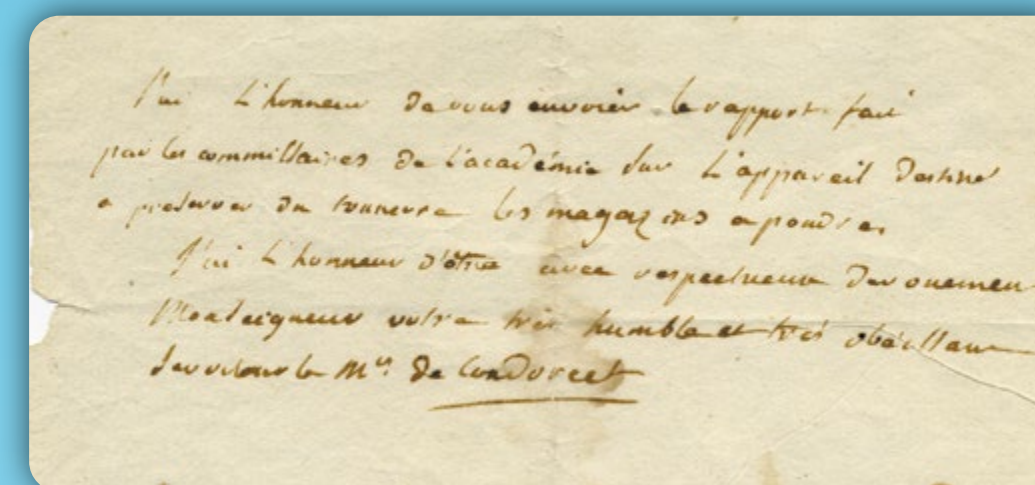 J'ai L'honneur de vous envoier le rapport fait
par les commissaires de l'académie sur L'appareil destiné
a preserver du tonnerre les magazins a poudre.
J'ai L'honneur d'être avec respectueux devouement
Monseigneur votre très humble et très obéissant
serviteur le Mis de Condorcet